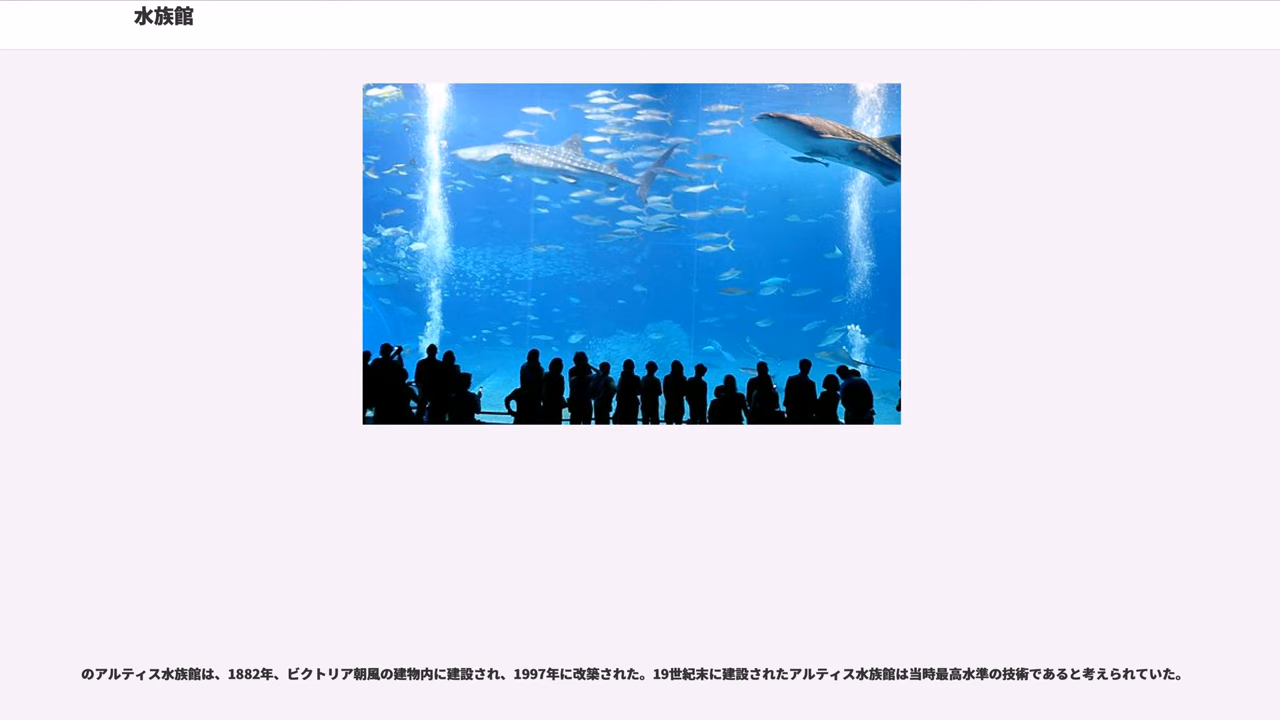 水族館
のアルティス水族館は、1882年、ビクトリア朝風の建物内に建設され、1997年に改築された。19世紀末に建設されたアルティス水族館は当時最高水準の技術であると考えられていた。